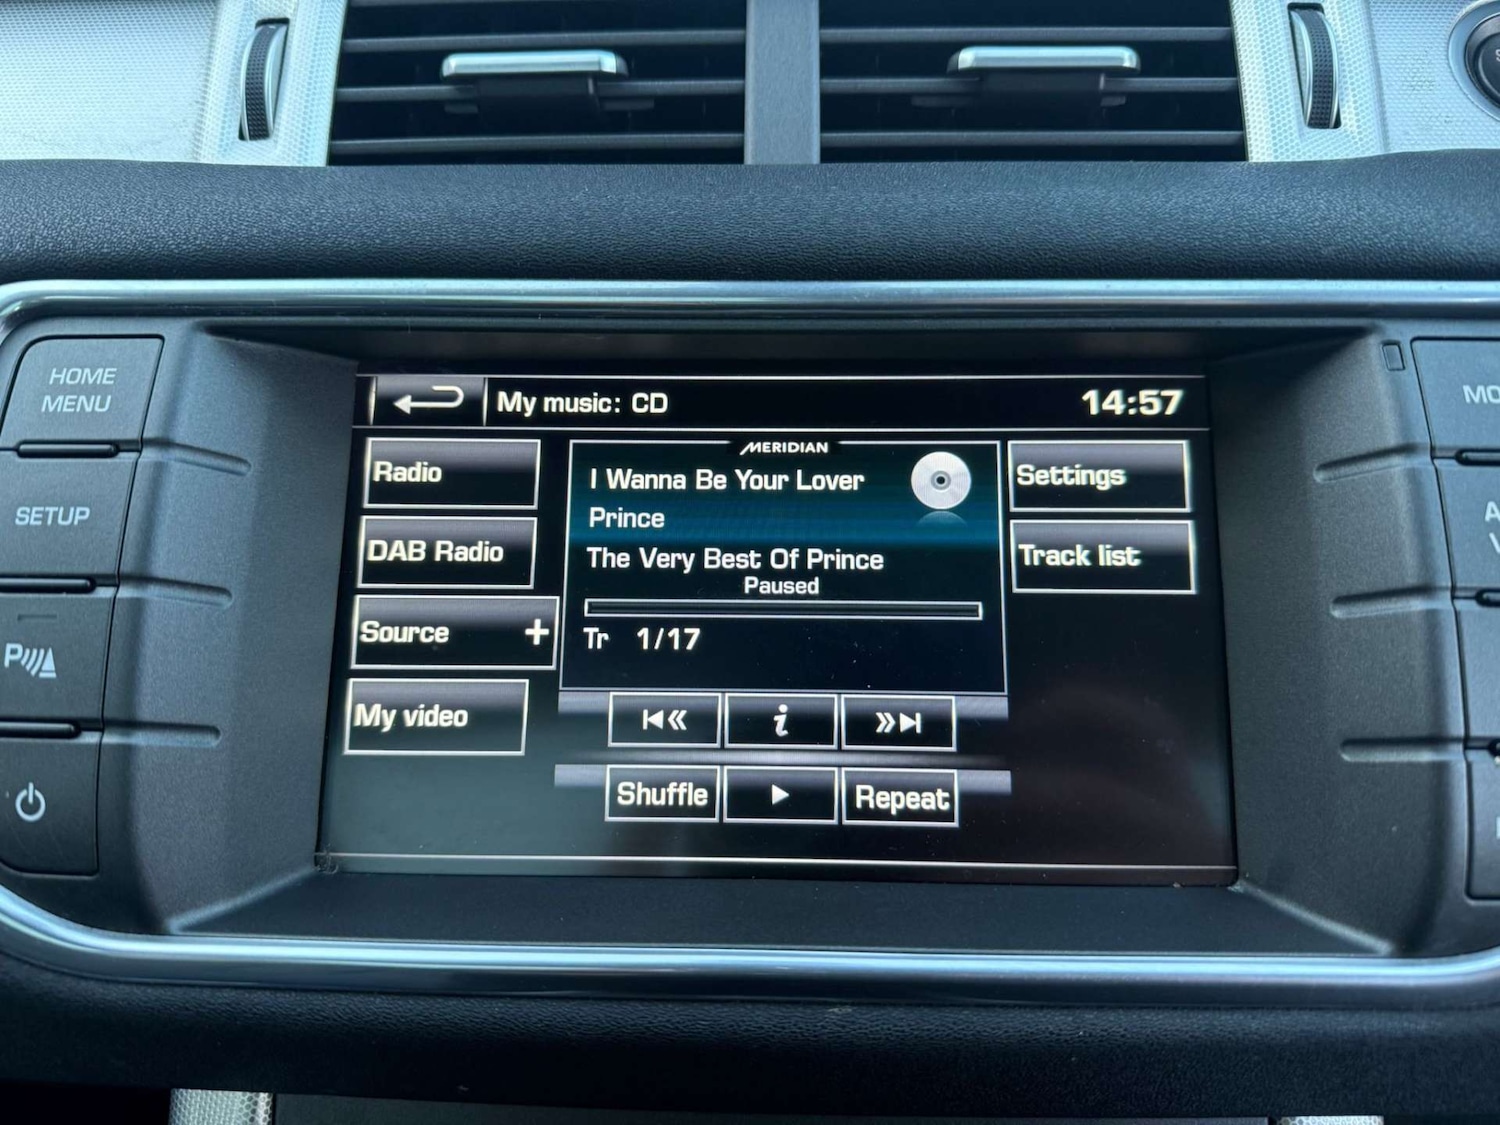 HOME
MENU
SETUP
P
My music: CD
14:57
Radio
DAB Radio
Source +
My video
MERIDIAN
I Wanna Be Your Lover
Prince
The Very Best Of Prince
Paused
Tr 1/17
i
Shuffle
Repeat
Settings
Track list